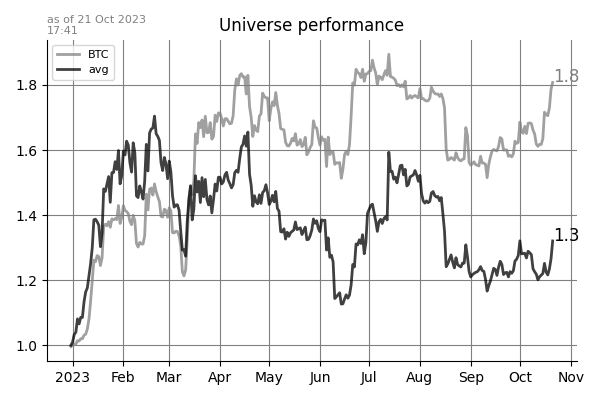 as of 21 Oct 2023
17:41
Universe performance
BTC
avg
1.8
1.6
1.4
1.2
1.0
1.8
1.3
2023 Feb Mar Apr May Jun Jul Aug Sep Oct Nov